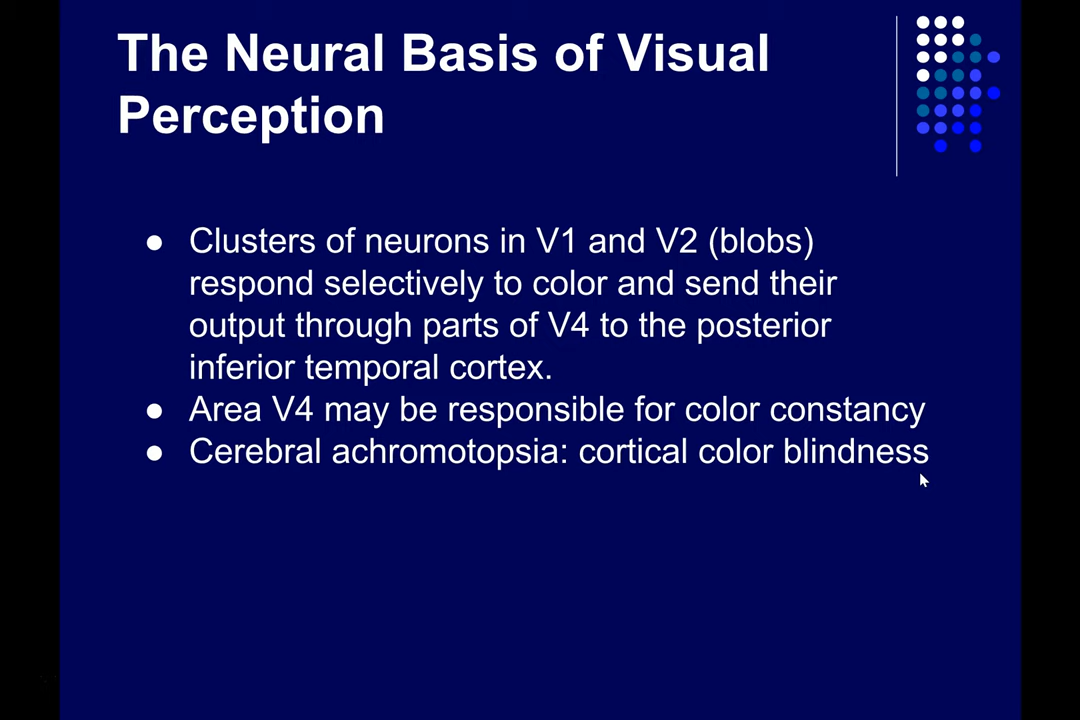 The Neural Basis of Visual
Perception
● Clusters of neurons in V1 and V2 (blobs)
respond selectively to color and send their
output through parts of V4 to the posterior
inferior temporal cortex.
● Area V4 may be responsible for color constancy
● Cerebral achromotopsia: cortical color blindness